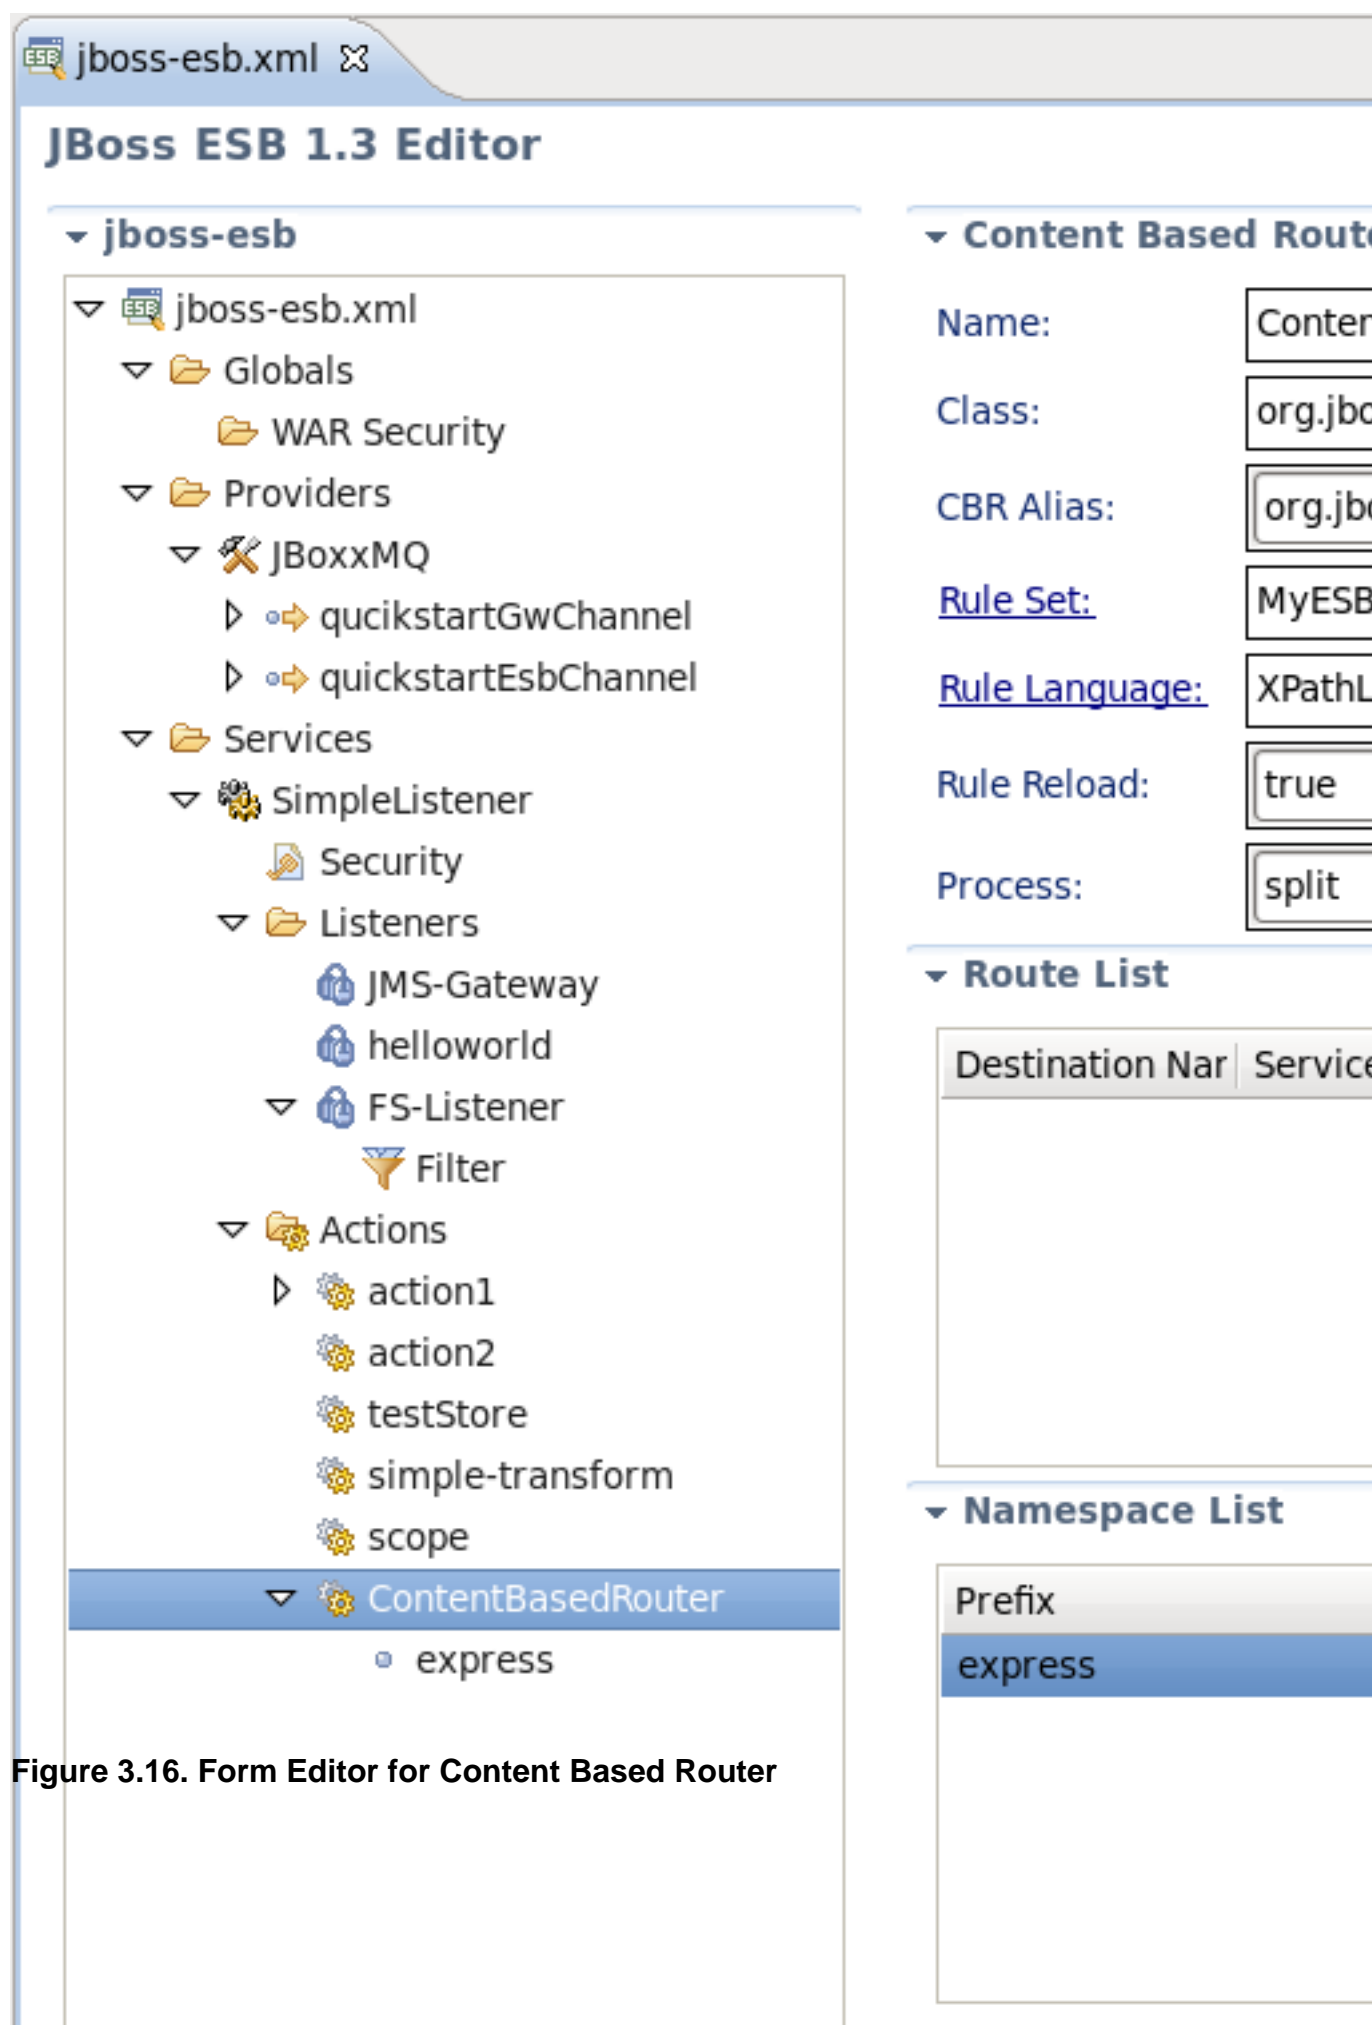 jboss-esb.xml
JBoss ESB 1.3 Editor
jboss-esb
jboss-esb.xml
Globals
WAR Security
Providers
JBoxxMQ
qucikstartGwChannel
quickstartEsbChannel
Services
SimpleListener
Security
Listeners
JMS-Gateway
helloworld
FS-Listener
Filter
Actions
action1
action2
testStore
simple-transform
scope
ContentBasedRouter
express
Content Based Route
Name: Conten
Class: org.jbo
CBR Alias: org.jbo
Rule Set: MyESB
Rule Language: XPathL
Rule Reload: true
Process: split
Route List
Destination Nar Service
Namespace List
Prefix
express
Figure 3.16. Form Editor for Content Based Router